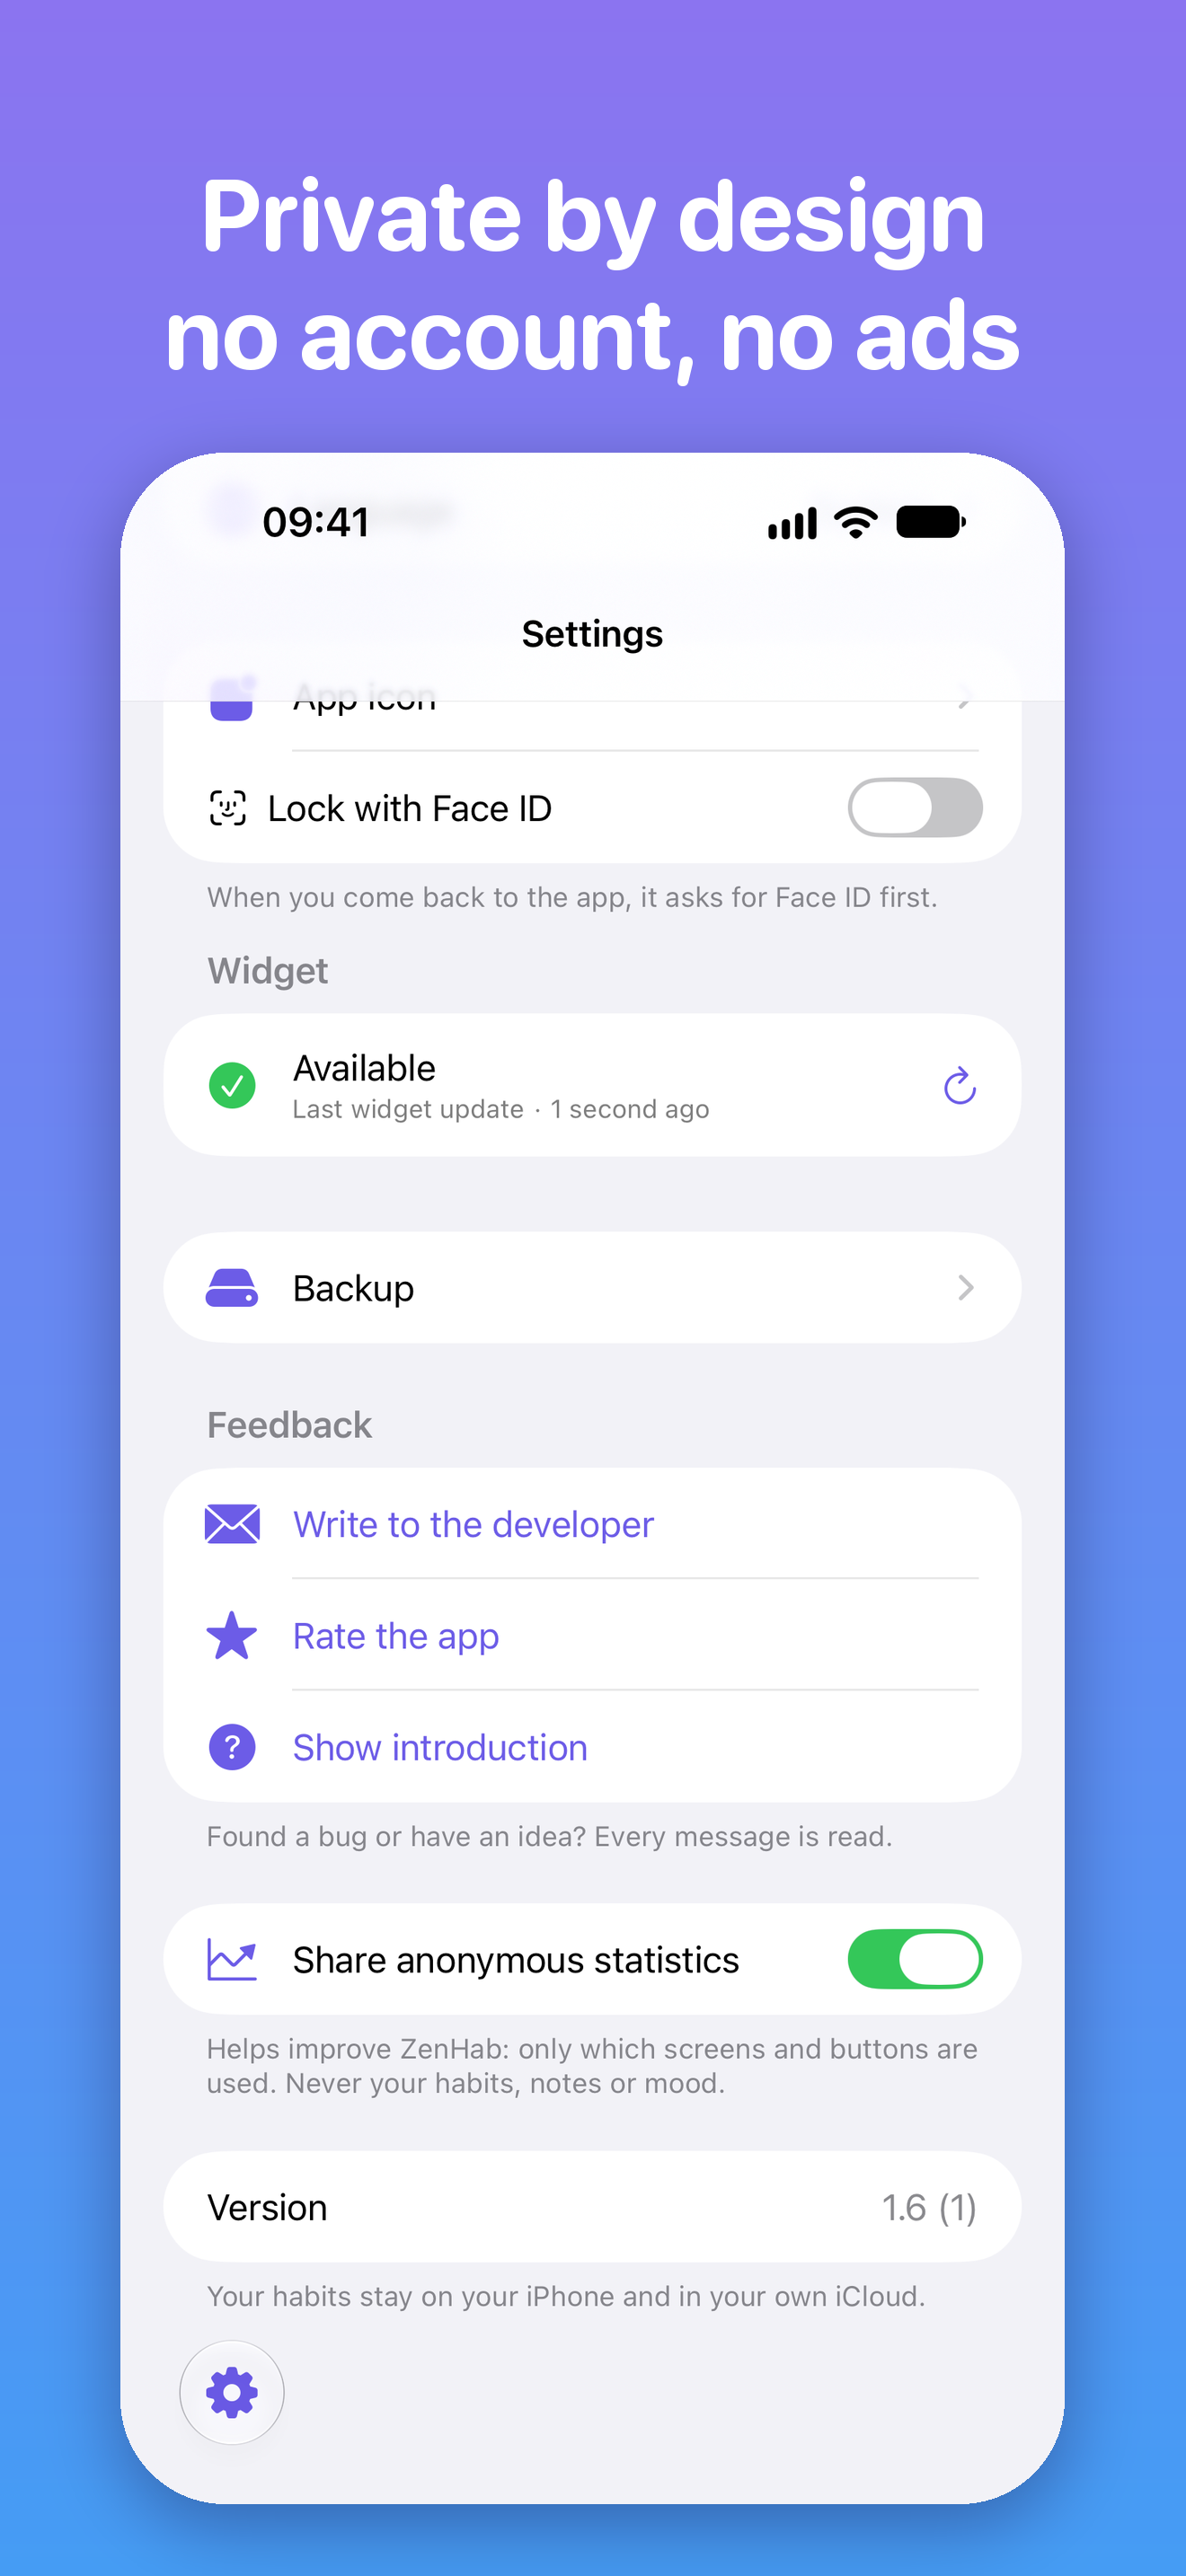 Private by design
no account, no ads
09:41
Settings
App icon
Lock with Face ID
When you come back to the app, it asks for Face ID first.
Widget
Available
Last widget update · 1 second ago
Backup
Feedback
Write to the developer
Rate the app
Show introduction
Found a bug or have an idea? Every message is read.
Share anonymous statistics
Helps improve ZenHab: only which screens and buttons are
used. Never your habits, notes or mood.
Version
1.6 (1)
Your habits stay on your iPhone and in your own iCloud.